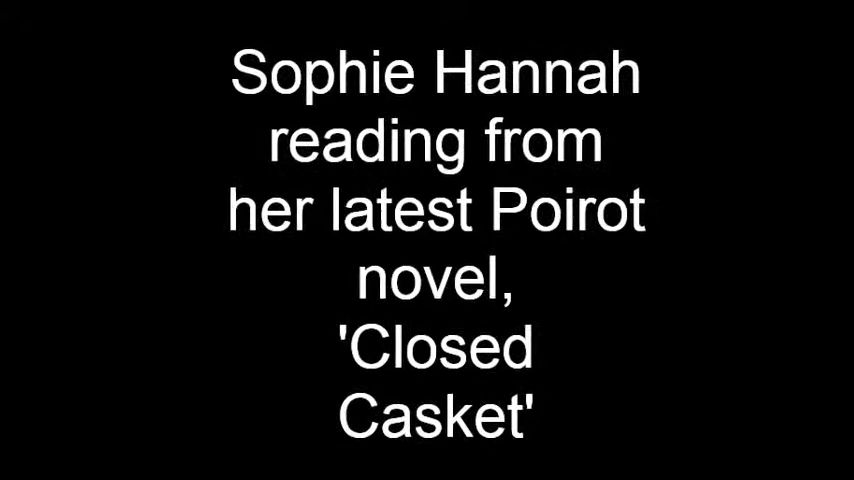 Sophie Hannah
reading from
her latest Poirot
novel,
'Closed
Casket'